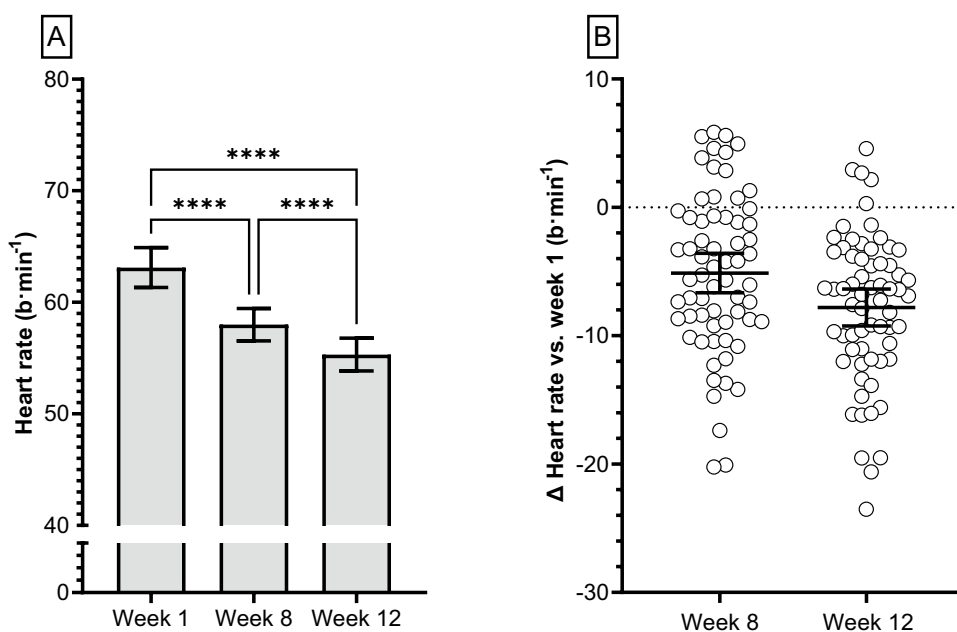 A
Heart rate (b·min-1)
80
70
60
50
40
0
****
****
****
Week 1
Week 8
Week 12
B
Δ Heart rate vs. week 1 (b·min-1)
10
0
-10
-20
-30
Week 8
Week 12